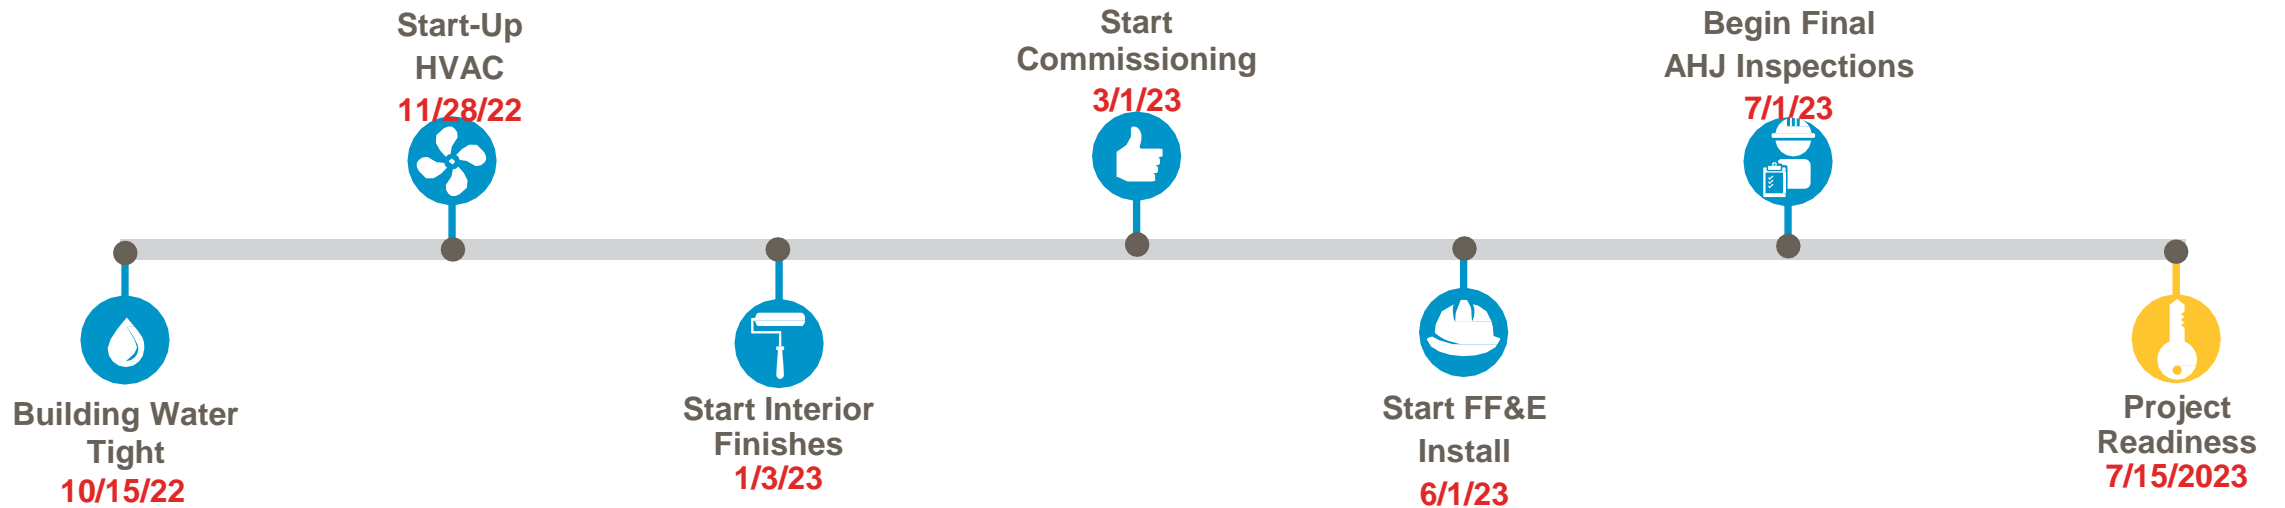 Building Water
Tight
10/15/22
Start-Up
HVAC
11/28/22
Start Interior
Finishes
1/3/23
Start
Commissioning
3/1/23
Start FF&E
Install
6/1/23
Begin Final
AHJ Inspections
7/1/23
Project
Readiness
7/15/2023